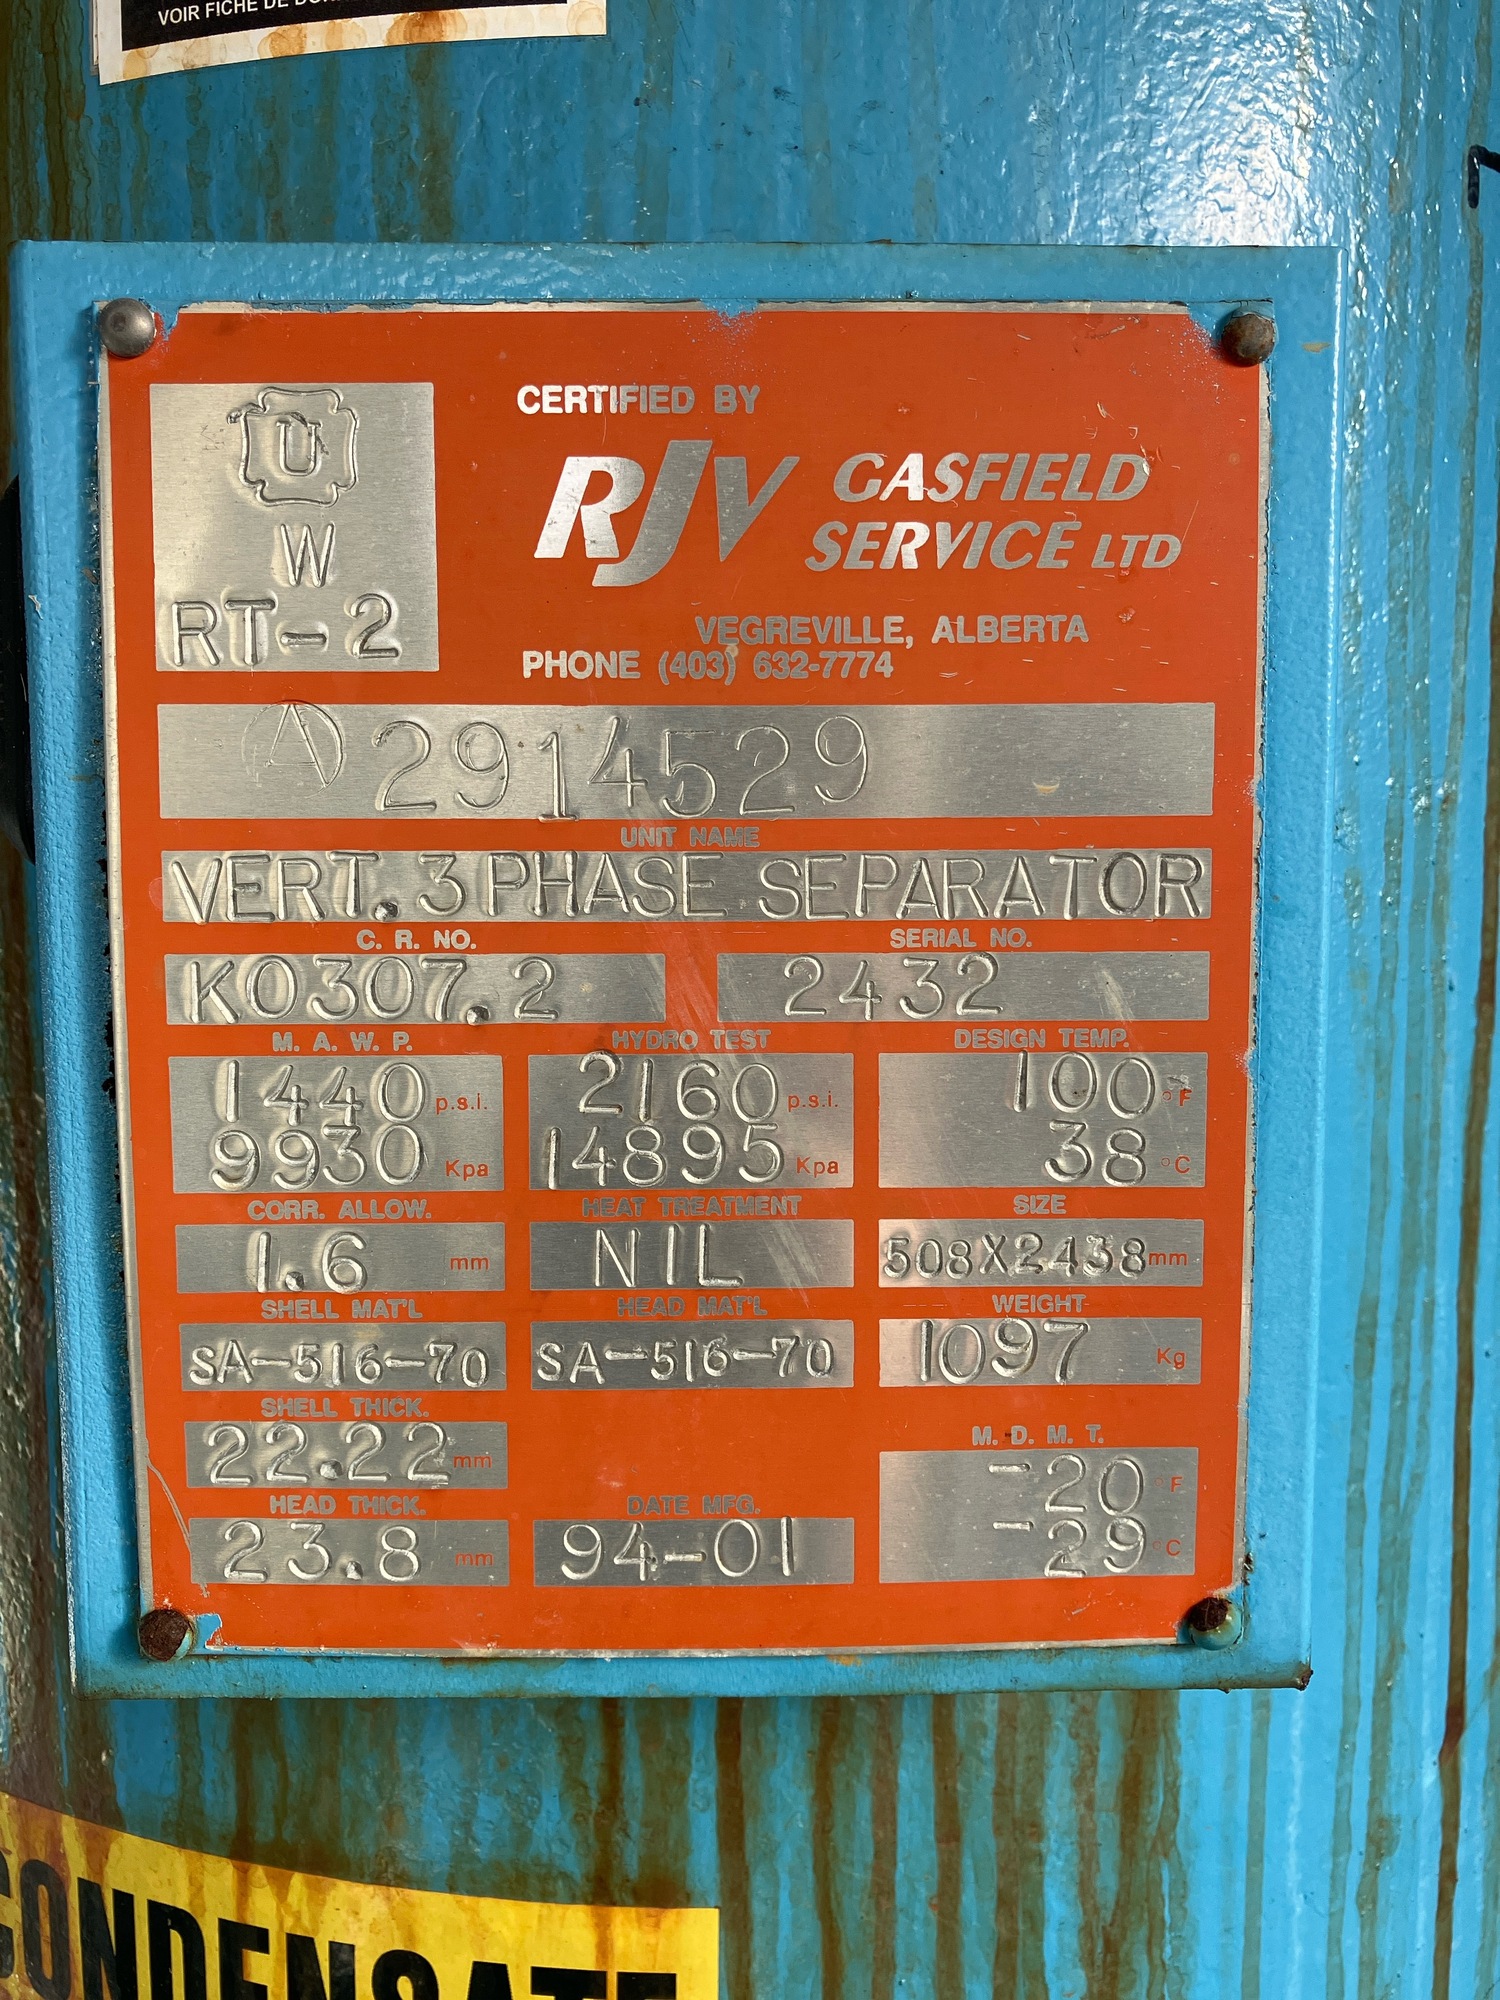 VOIR FICHE DE
U
W
RT-2
CERTIFIED BY
RJV GASFIELD
SERVICE LTD
VEGREVILLE, ALBERTA
PHONE (403) 632-7774
A 2914529
UNIT NAME
VERT. 3 PHASE SEPARATOR
C. R. NO. SERIAL NO.
K0307.2 2432
M. A. W. P. HYDRO TEST DESIGN TEMP.
1440 p.s.i. 2160 p.s.i. 100 °F
9930 Kpa 14895 Kpa 38 °C
CORR. ALLOW. HEAT TREATMENT SIZE
1.6 mm NIL 508X2438 mm
SHELL MAT'L HEAD MAT'L WEIGHT
SA-516-70 SA-516-70 1097 Kg
SHELL THICK. M. D. M. T.
22.22 mm -20 °F
HEAD THICK. DATE MFG.
23.8 mm 94-01 -29 °C
CONDENSATE